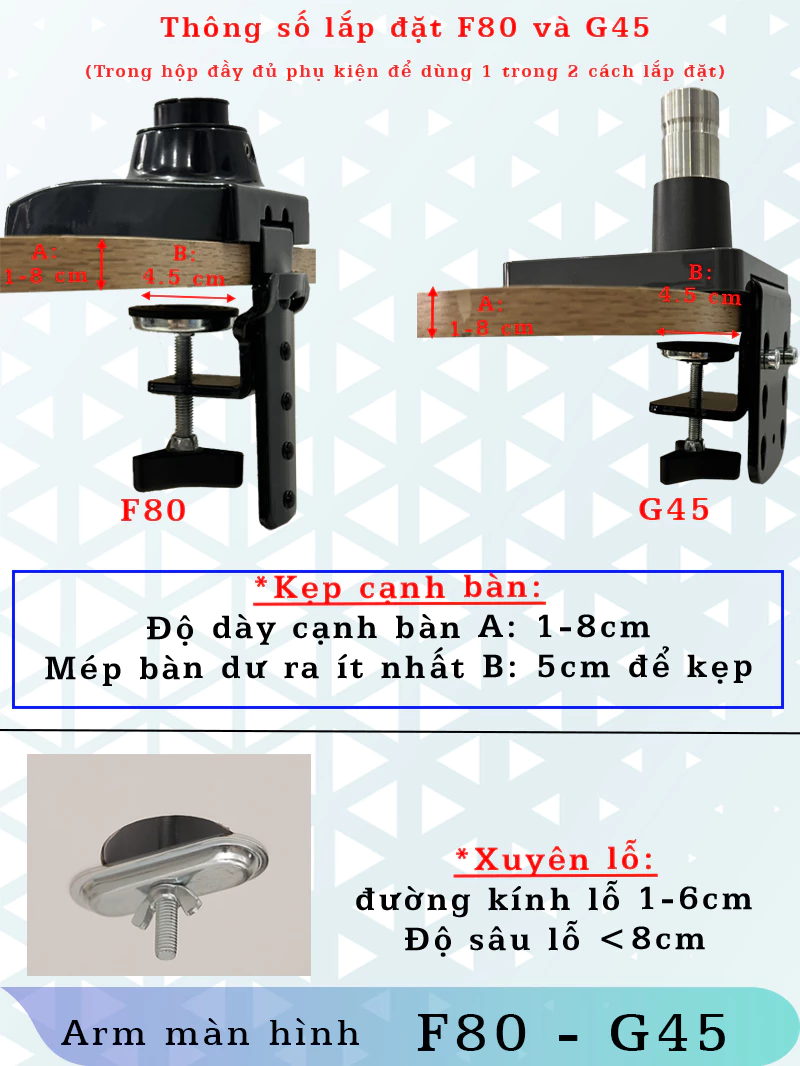 Thông số lắp đặt F80 và G45
(Trong hộp đầy đủ phụ kiện để dùng 1 trong 2 cách lắp đặt)
A:
1-8 cm
B:
4.5 cm
A:
1-8 cm
B:
4.5 cm
F80
G45
*Kẹp cạnh bàn:
Độ dày cạnh bàn A: 1-8cm
Mép bàn dư ra ít nhất B: 5cm để kẹp
*Xuyên lỗ:
đường kính lỗ 1-6cm
Độ sâu lỗ <8cm
Arm màn hình F80 - G45